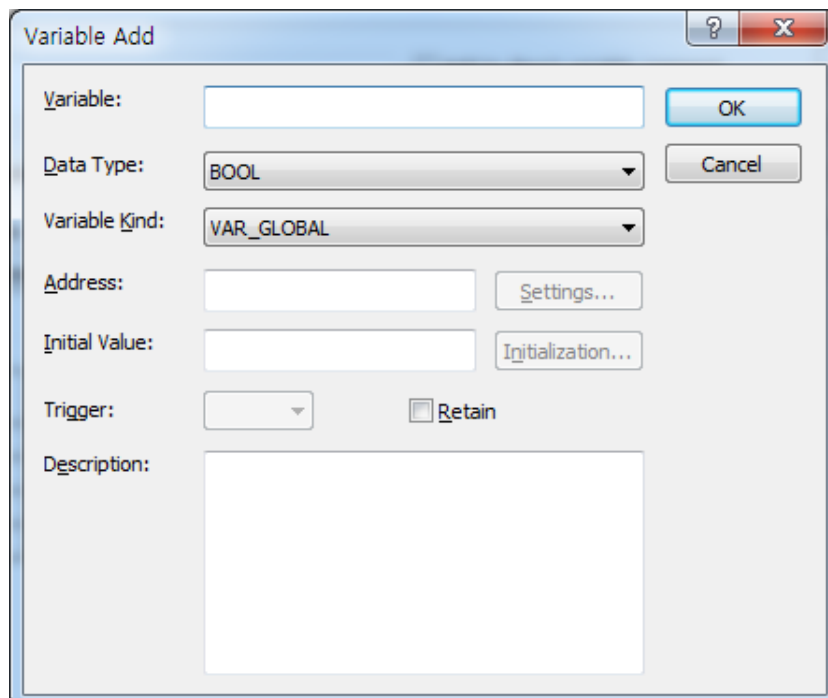 Variable Add
?
X
Variable:
OK
Data Type:
BOOL
Cancel
Variable Kind:
VAR_GLOBAL
Address:
Settings...
Initial Value:
Initialization...
Trigger:
Retain
Description: